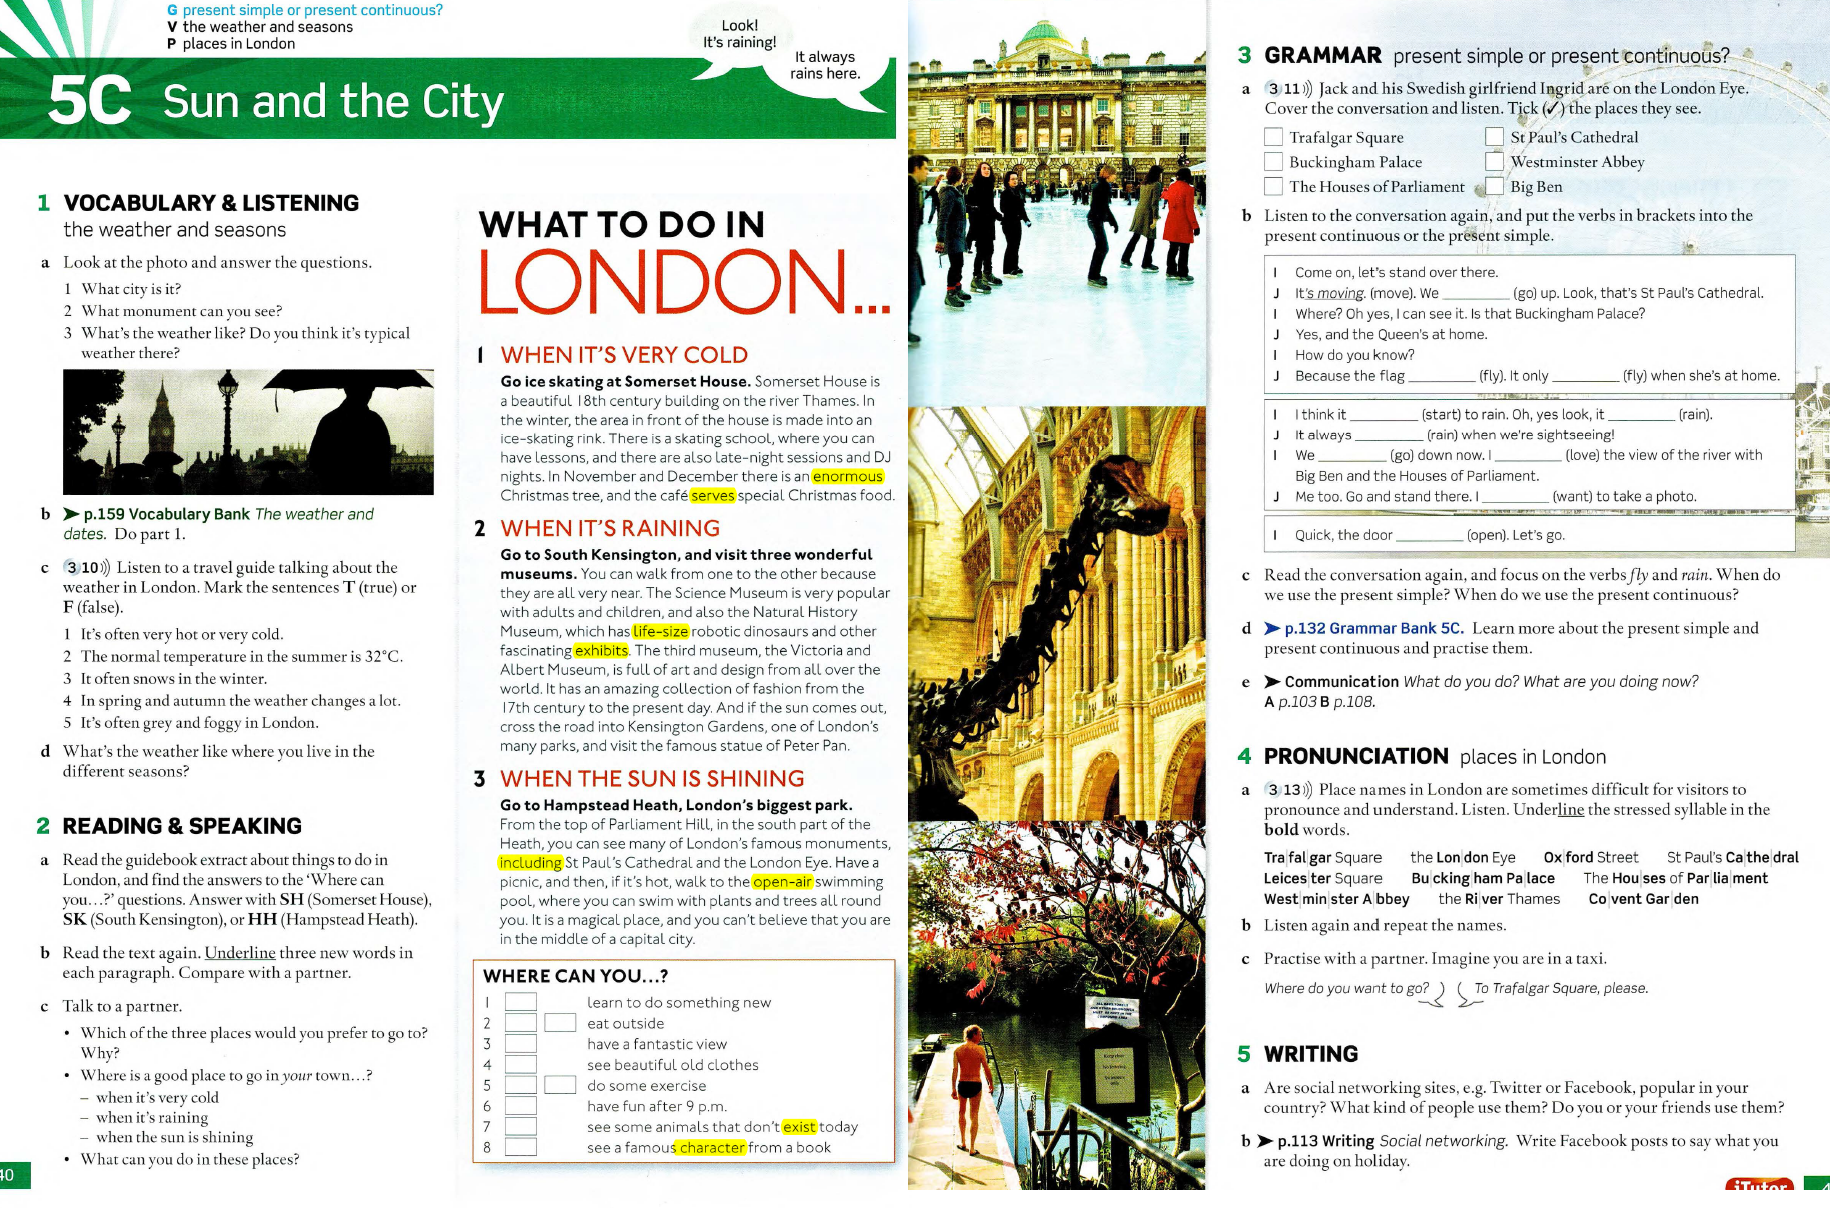 G present simple or present continuous?
V the weather and seasons
P places in London
Look!
It's raining!
It always
rains here.
5C Sun and the City
1 VOCABULARY & LISTENING
the weather and seasons
a Look at the photo and answer the questions.
1 What city is it?
2 What monument can you see?
3 What's the weather like? Do you think it's typical
weather there?
b ➤ p.159 Vocabulary Bank The weather and
dates. Do part 1.
c 3 10)) Listen to a travel guide talking about the
weather in London. Mark the sentences T (true) or
F (false).
1 It's often very hot or very cold.
2 The normal temperature in the summer is 32°C.
3 It often snows in the winter.
4 In spring and autumn the weather changes a lot.
5 It's often grey and foggy in London.
d What's the weather like where you live in the
different seasons?
2 READING & SPEAKING
a Read the guidebook extract about things to do in
London, and find the answers to the 'Where can
you...?' questions. Answer with SH (Somerset House),
SK (South Kensington), or HH (Hampstead Heath).
b Read the text again. Underline three new words in
each paragraph. Compare with a partner.
c Talk to a partner.
• Which of the three places would you prefer to go to?
Why?
• Where is a good place to go in your town...?
– when it's very cold
– when it's raining
– when the sun is shining
• What can you do in these places?
40
WHAT TO DO IN
LONDON...
1 WHEN IT'S VERY COLD
Go ice skating at Somerset House. Somerset House is
a beautiful 18th century building on the river Thames. In
the winter, the area in front of the house is made into an
ice-skating rink. There is a skating school, where you can
have lessons, and there are also late-night sessions and DJ
nights. In November and December there is an enormous
Christmas tree, and the café serves special Christmas food.
2 WHEN IT'S RAINING
Go to South Kensington, and visit three wonderful
museums. You can walk from one to the other because
they are all very near. The Science Museum is very popular
with adults and children, and also the Natural History
Museum, which has life-size robotic dinosaurs and other
fascinating exhibits. The third museum, the Victoria and
Albert Museum, is full of art and design from all over the
world. It has an amazing collection of fashion from the
17th century to the present day. And if the sun comes out,
cross the road into Kensington Gardens, one of London's
many parks, and visit the famous statue of Peter Pan.
3 WHEN THE SUN IS SHINING
Go to Hampstead Heath, London's biggest park.
From the top of Parliament Hill, in the south part of the
Heath, you can see many of London's famous monuments,
including St Paul's Cathedral and the London Eye. Have a
picnic, and then, if it's hot, walk to the open-air swimming
pool, where you can swim with plants and trees all round
you. It is a magical place, and you can't believe that you are
in the middle of a capital city.
WHERE CAN YOU...?
1 learn to do something new
2 eat outside
3 have a fantastic view
4 see beautiful old clothes
5 do some exercise
6 have fun after 9 p.m.
7 see some animals that don't exist today
8 see a famous character from a book
3 GRAMMAR present simple or present continuous?
a 3 11)) Jack and his Swedish girlfriend Ingrid are on the London Eye.
Cover the conversation and listen. Tick (✓) the places they see.
Trafalgar Square St Paul's Cathedral
Buckingham Palace Westminster Abbey
The Houses of Parliament Big Ben
b Listen to the conversation again, and put the verbs in brackets into the
present continuous or the present simple.
I Come on, let's stand over there.
J It's moving. (move). We ________ (go) up. Look, that's St Paul's Cathedral.
I Where? Oh yes, I can see it. Is that Buckingham Palace?
J Yes, and the Queen's at home.
I How do you know?
J Because the flag ________ (fly). It only ________ (fly) when she's at home.
I I think it ________ (start) to rain. Oh, yes look, it ________ (rain).
J It always ________ (rain) when we're sightseeing!
I We ________ (go) down now. I ________ (love) the view of the river with
Big Ben and the Houses of Parliament.
J Me too. Go and stand there. I ________ (want) to take a photo.
I Quick, the door ________ (open). Let's go.
c Read the conversation again, and focus on the verbs fly and rain. When do
we use the present simple? When do we use the present continuous?
d ➤ p.132 Grammar Bank 5C. Learn more about the present simple and
present continuous and practise them.
e ➤ Communication What do you do? What are you doing now?
A p.103 B p.108.
4 PRONUNCIATION places in London
a 3 13)) Place names in London are sometimes difficult for visitors to
pronounce and understand. Listen. Underline the stressed syllable in the
bold words.
Tra|fal|gar Square the Lon|don Eye Ox|ford Street St Paul's Ca|the|dral
Leices|ter Square Bu|cking|ham Pa|lace The Hou|ses of Par|lia|ment
West|min|ster A|bbey the Ri|ver Thames Co|vent Gar|den
b Listen again and repeat the names.
c Practise with a partner. Imagine you are in a taxi.
Where do you want to go? To Trafalgar Square, please.
5 WRITING
a Are social networking sites, e.g. Twitter or Facebook, popular in your
country? What kind of people use them? Do you or your friends use them?
b ➤ p.113 Writing Social networking. Write Facebook posts to say what you
are doing on holiday.
iTutor